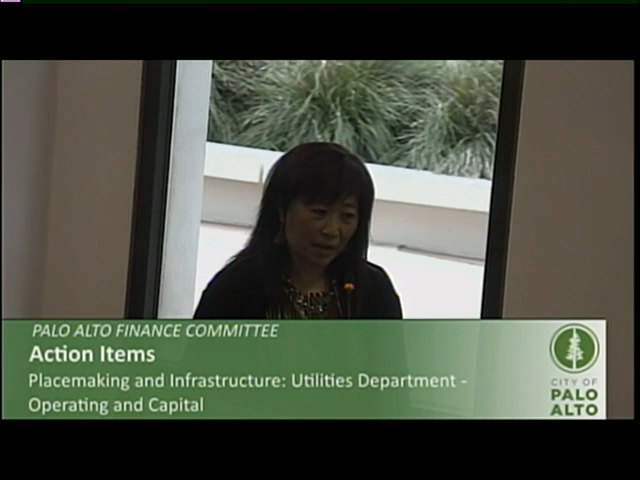 PALO ALTO FINANCE COMMITTEE
Action Items
Placemaking and Infrastructure: Utilities Department -
Operating and Capital
CITY OF
PALO
ALTO